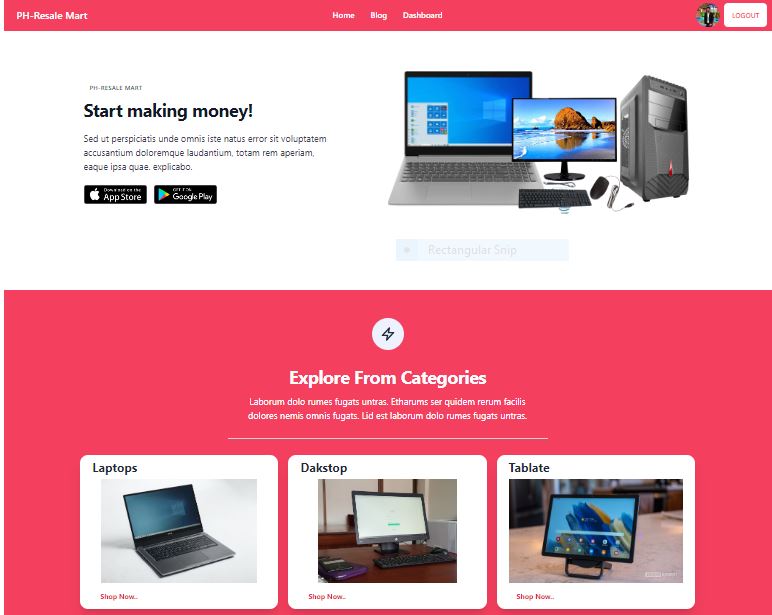 PH-Resale Mart
Home Blog Dashboard
LOGOUT
PH-RESALE MART
Start making money!
Sed ut perspiciatis unde omnis iste natus error sit voluptatem
accusantium doloremque laudantium, totam rem aperiam,
eaque ipsa quae. explicabo.
Download on the
App Store
GET IT ON
Google Play
Rectangular Snip
Explore From Categories
Laborum dolo rumes fugats untras. Etharums ser quidem rerum facilis
dolores nemis omnis fugats. Lid est laborum dolo rumes fugats untras.
Laptops
Dakstop
Tablate
Shop Now..
Shop Now..
Shop Now..